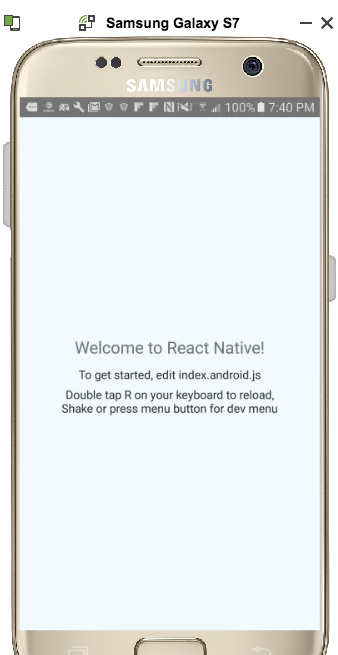 Samsung Galaxy S7
SAMSUNG
100% 7:40 PM
Welcome to React Native!
To get started, edit index.android.js
Double tap R on your keyboard to reload,
Shake or press menu button for dev menu